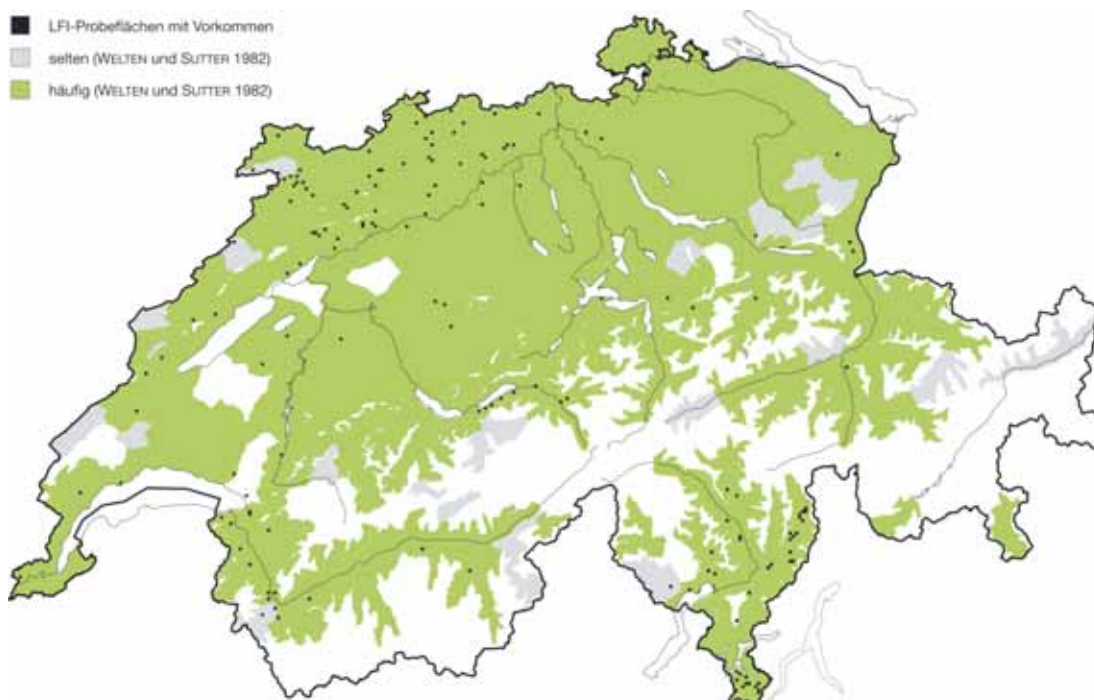 LFI-Probeflächen mit Vorkommen
selten (WELTEN und SUTTER 1982)
häufig (WELTEN und SUTTER 1982)